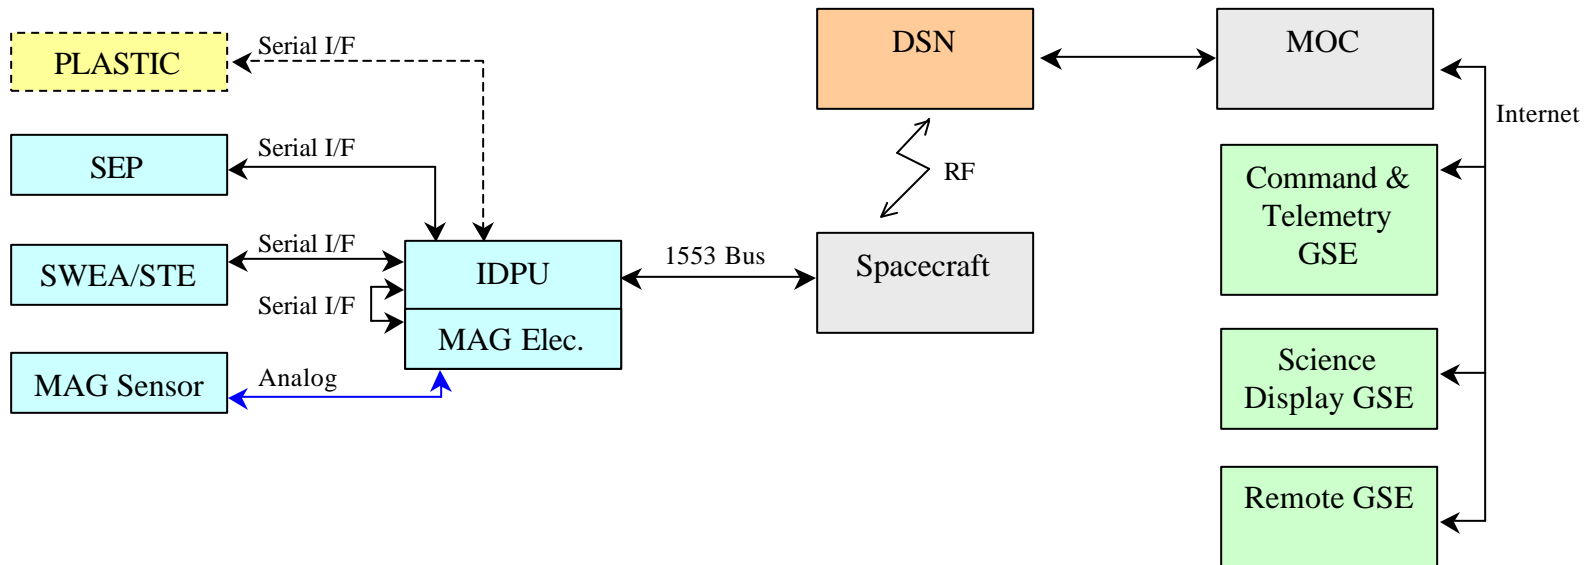 PLASTIC
Serial I/F
SEP
Serial I/F
SWEA/STE
Serial I/F
Serial I/F
MAG Sensor
Analog
IDPU
MAG Elec.
1553 Bus
DSN
RF
Spacecraft
MOC
Internet
Command &
Telemetry
GSE
Science
Display GSE
Remote GSE